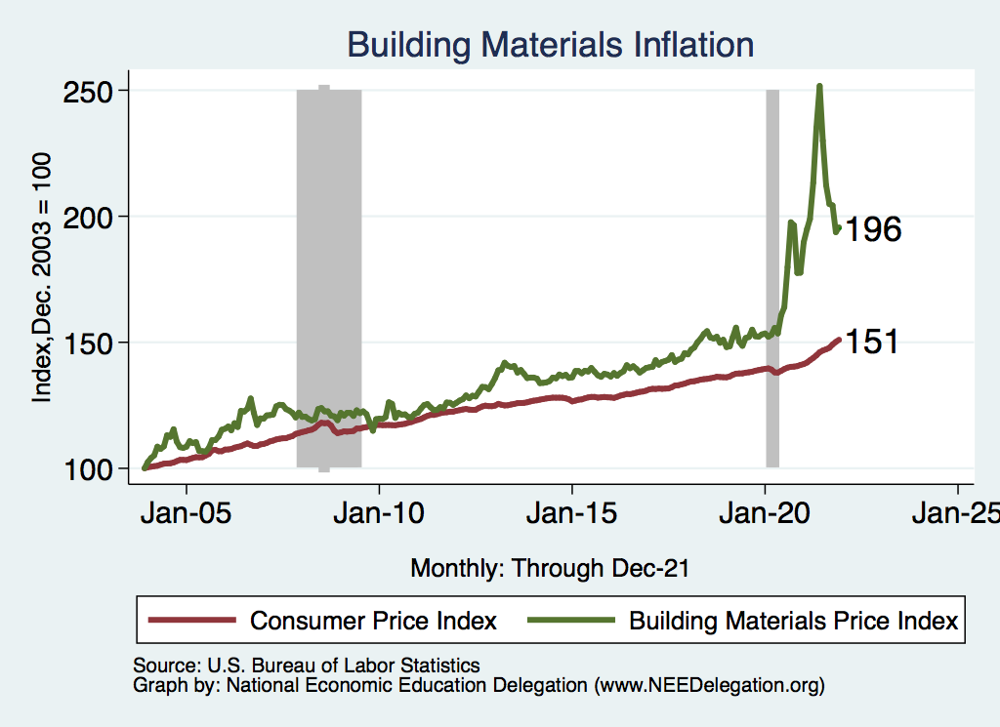 Building Materials Inflation
Index,Dec. 2003 = 100
250
200
150
100
196
151
Jan-05 Jan-10 Jan-15 Jan-20 Jan-25
Monthly: Through Dec-21
Consumer Price Index Building Materials Price Index
Source: U.S. Bureau of Labor Statistics
Graph by: National Economic Education Delegation (www.NEEDelegation.org)